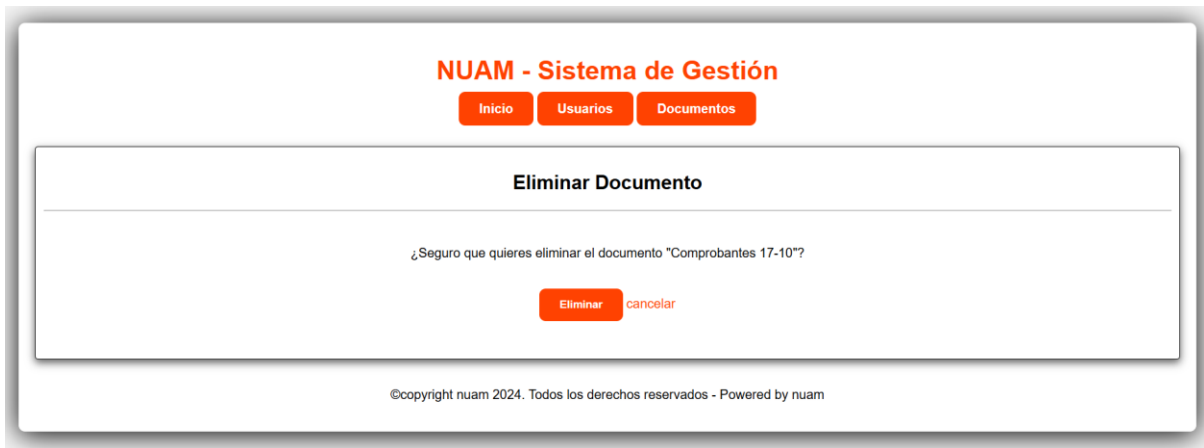 NUAM - Sistema de Gestión
Inicio Usuarios Documentos
Eliminar Documento
¿Seguro que quieres eliminar el documento "Comprobantes 17-10"?
Eliminar cancelar
©copyright nuam 2024. Todos los derechos reservados - Powered by nuam